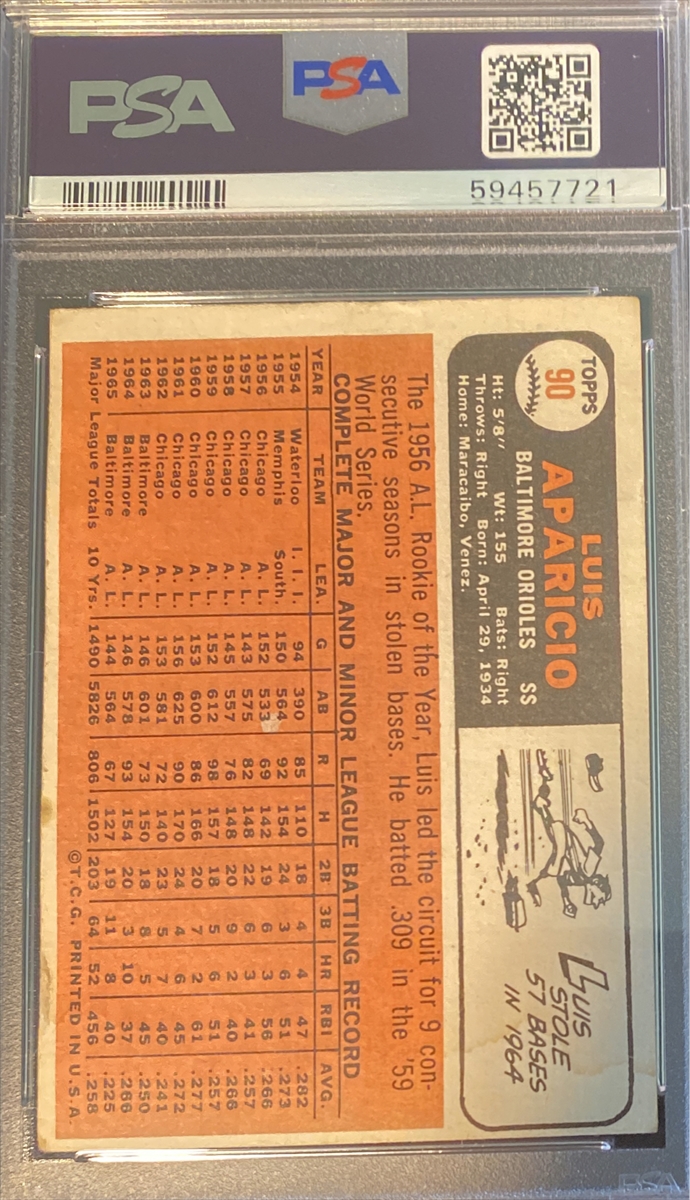 PSA
PSA
59457721
TOPPS
90
LUIS
APARICIO
BALTIMORE ORIOLES SS
Ht: 5'8" Wt: 155 Bats: Right
Throws: Right Born: April 29, 1934
Home: Maracaibo, Venez.
LUIS
STOLE
57 BASES
IN 1964
The 1956 A.L. Rookie of the Year, Luis led the circuit for 9 con-
secutive seasons in stolen bases. He batted .309 in the '59
World Series.
COMPLETE MAJOR AND MINOR LEAGUE BATTING RECORD
YEAR TEAM LEA. G AB R H 2B 3B HR RBI AVG.
1954 Waterloo I. I. I. 94 390 85 110 18 4 4 47 .282
1955 Memphis South. 150 564 92 154 24 3 6 51 .273
1956 Chicago A. L. 152 533 69 142 19 6 3 56 .266
1957 Chicago A. L. 143 575 82 148 22 6 3 41 .257
1958 Chicago A. L. 145 557 76 148 20 9 2 40 .266
1959 Chicago A. L. 152 612 98 157 18 5 6 51 .257
1960 Chicago A. L. 153 600 86 166 20 7 2 61 .277
1961 Chicago A. L. 156 625 90 170 24 4 6 45 .272
1962 Chicago A. L. 153 581 72 140 23 5 7 40 .241
1963 Baltimore A. L. 146 601 73 150 18 8 5 45 .250
1964 Baltimore A. L. 146 578 93 154 20 3 10 37 .266
1965 Baltimore A. L. 144 564 67 127 19 11 8 40 .225
Major League Totals 10 Yrs. 1490 5826 806 1502 203 64 52 456 .258
©T.C.G. PRINTED IN U.S.A.
PSA